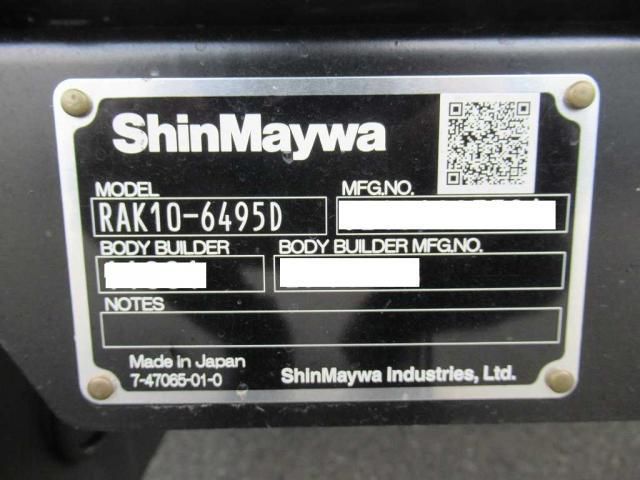 ShinMaywa
MODEL
MFG.NO.
RAK10-6495D
BODY BUILDER
BODY BUILDER MFG.NO.
NOTES
Made in Japan
7-47065-01-0
ShinMaywa Industries, Ltd.